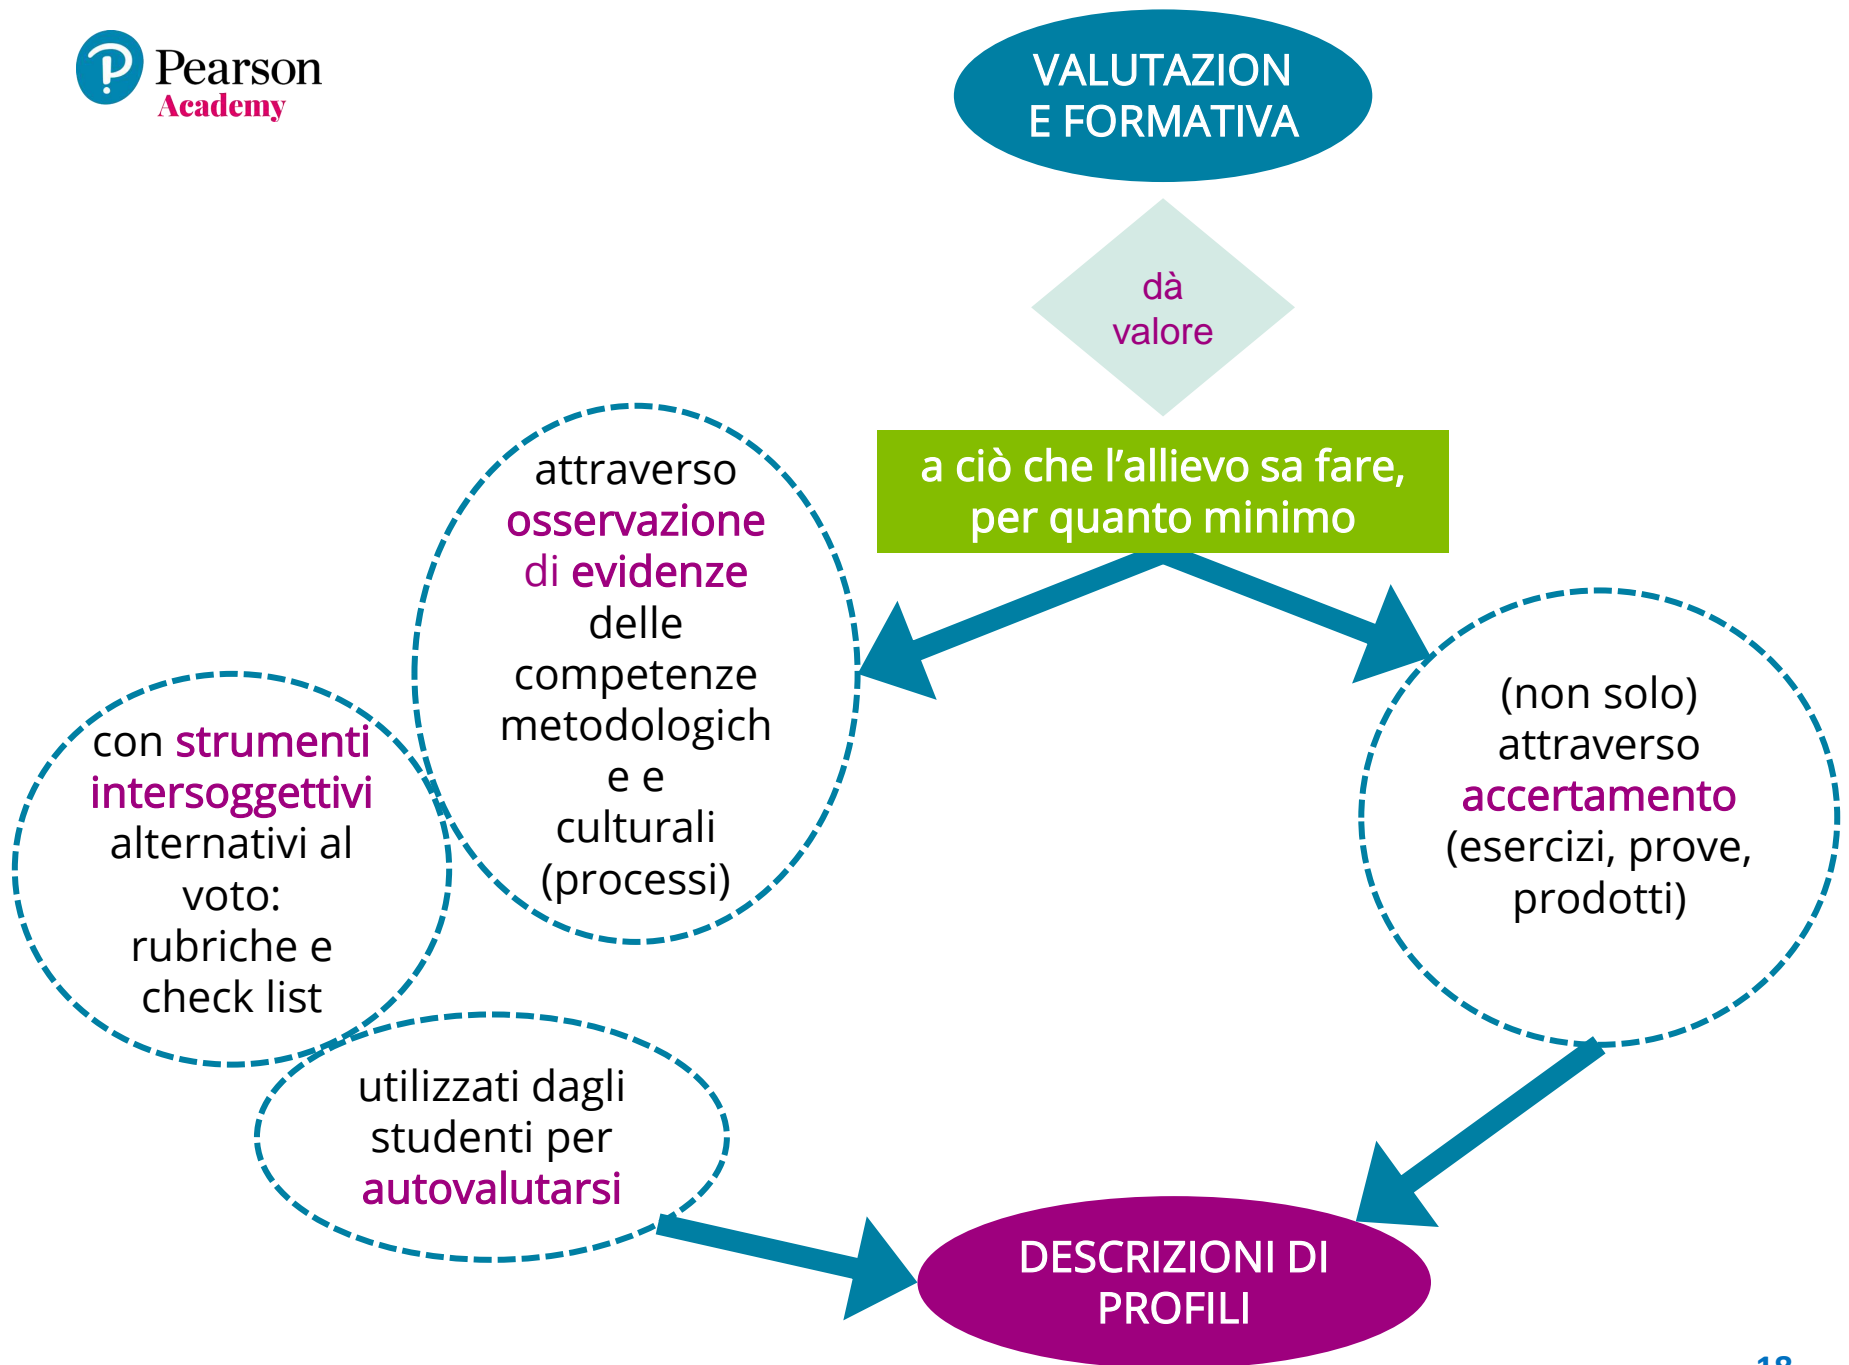 Pearson
Academy
VALUTAZION
E FORMATIVA
dà
valore
a ciò che l’allievo sa fare,
per quanto minimo
attraverso
osservazione
di evidenze
delle
competenze
metodologich
e e
culturali
(processi)
(non solo)
attraverso
accertamento
(esercizi, prove,
prodotti)
con strumenti
intersoggettivi
alternativi al
voto:
rubriche e
check list
utilizzati dagli
studenti per
autovalutarsi
DESCRIZIONI DI
PROFILI
18